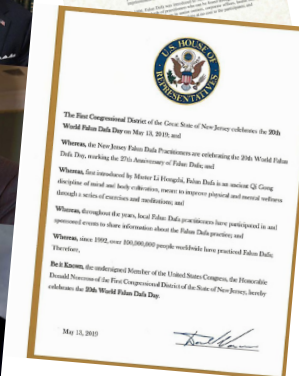 U.S. HOUSE OF REPRESENTATIVES
The First Congressional District of the Great State of New Jersey celebrates the 20th
World Falun Dafa Day on May 13, 2019; and
Whereas, the New Jersey Falun Dafa Practitioners are celebrating the 20th World Falun
Dafa Day, marking the 27th Anniversary of Falun Dafa; and
Whereas, first introduced by Master Li Hongzhi, Falun Dafa is an ancient Qi Gong
discipline of mind and body cultivation, meant to improve physical and mental wellness
through a series of exercises and meditations; and
Whereas, throughout the years, local Falun Dafa practitioners have participated in and
sponsored events to share information about the Falun Dafa practice; and
Whereas, since 1992, over 100,000,000 people worldwide have practiced Falun Dafa;
Therefore,
Be it Known, the undersigned Member of the United States Congress, the Honorable
Donald Norcross of the First Congressional District of the State of New Jersey, hereby
celebrates the 20th World Falun Dafa Day.
May 13, 2019